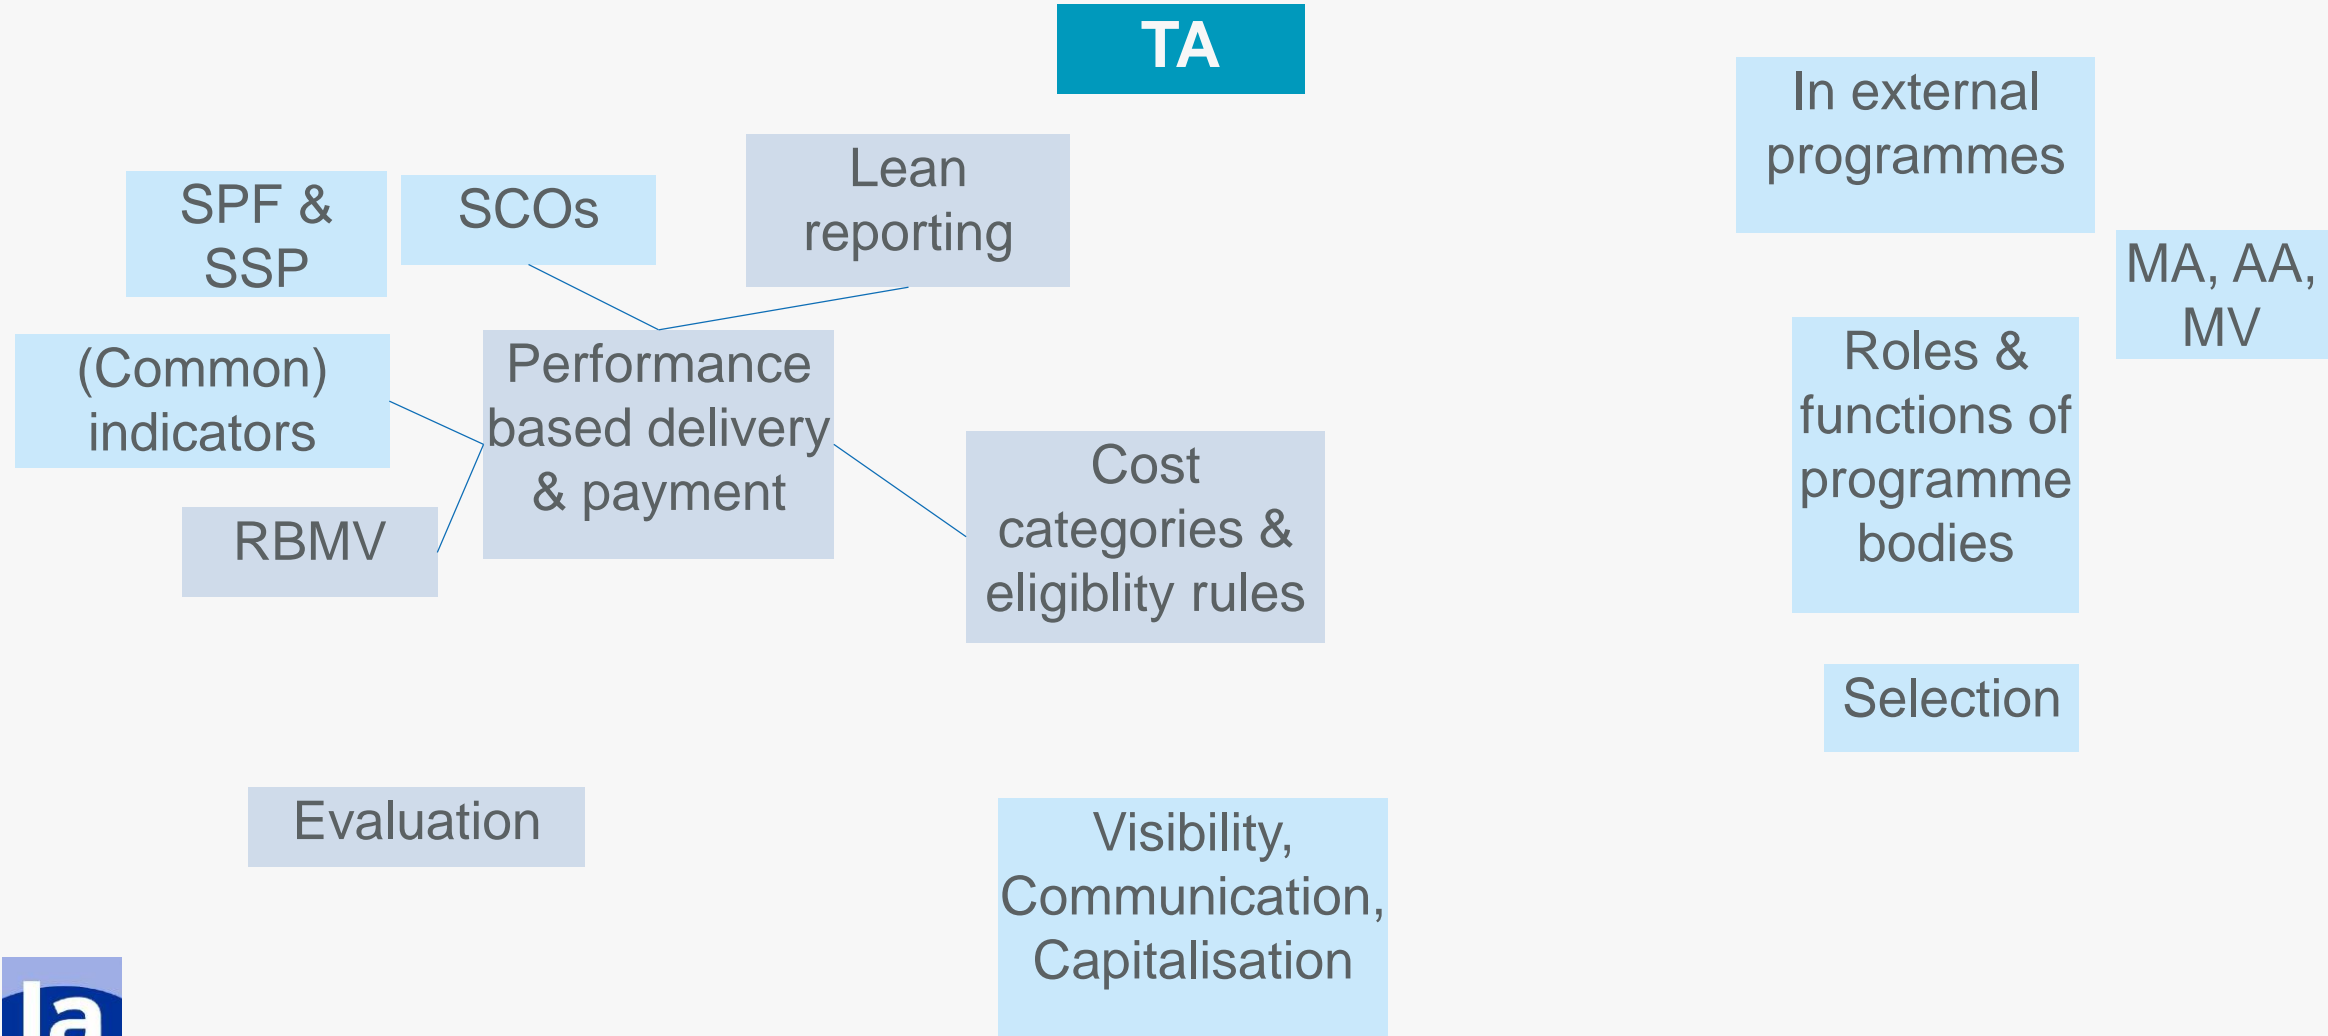 TA
In external
programmes
Lean
reporting
SPF &
SSP
SCOs
MA, AA,
MV
(Common)
indicators
Performance
based delivery
& payment
Roles &
functions of
programme
bodies
Cost
categories &
eligiblity rules
RBMV
Selection
Evaluation
Visibility,
Communication,
Capitalisation
la